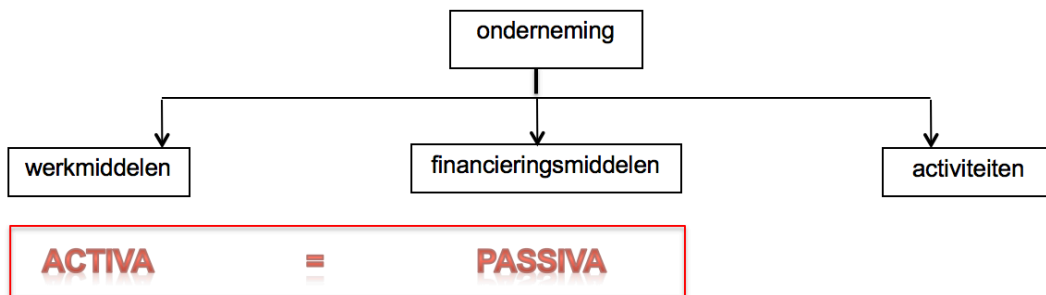 onderneming
werkmiddelen
financieringsmiddelen
activiteiten
ACTIVA = PASSIVA